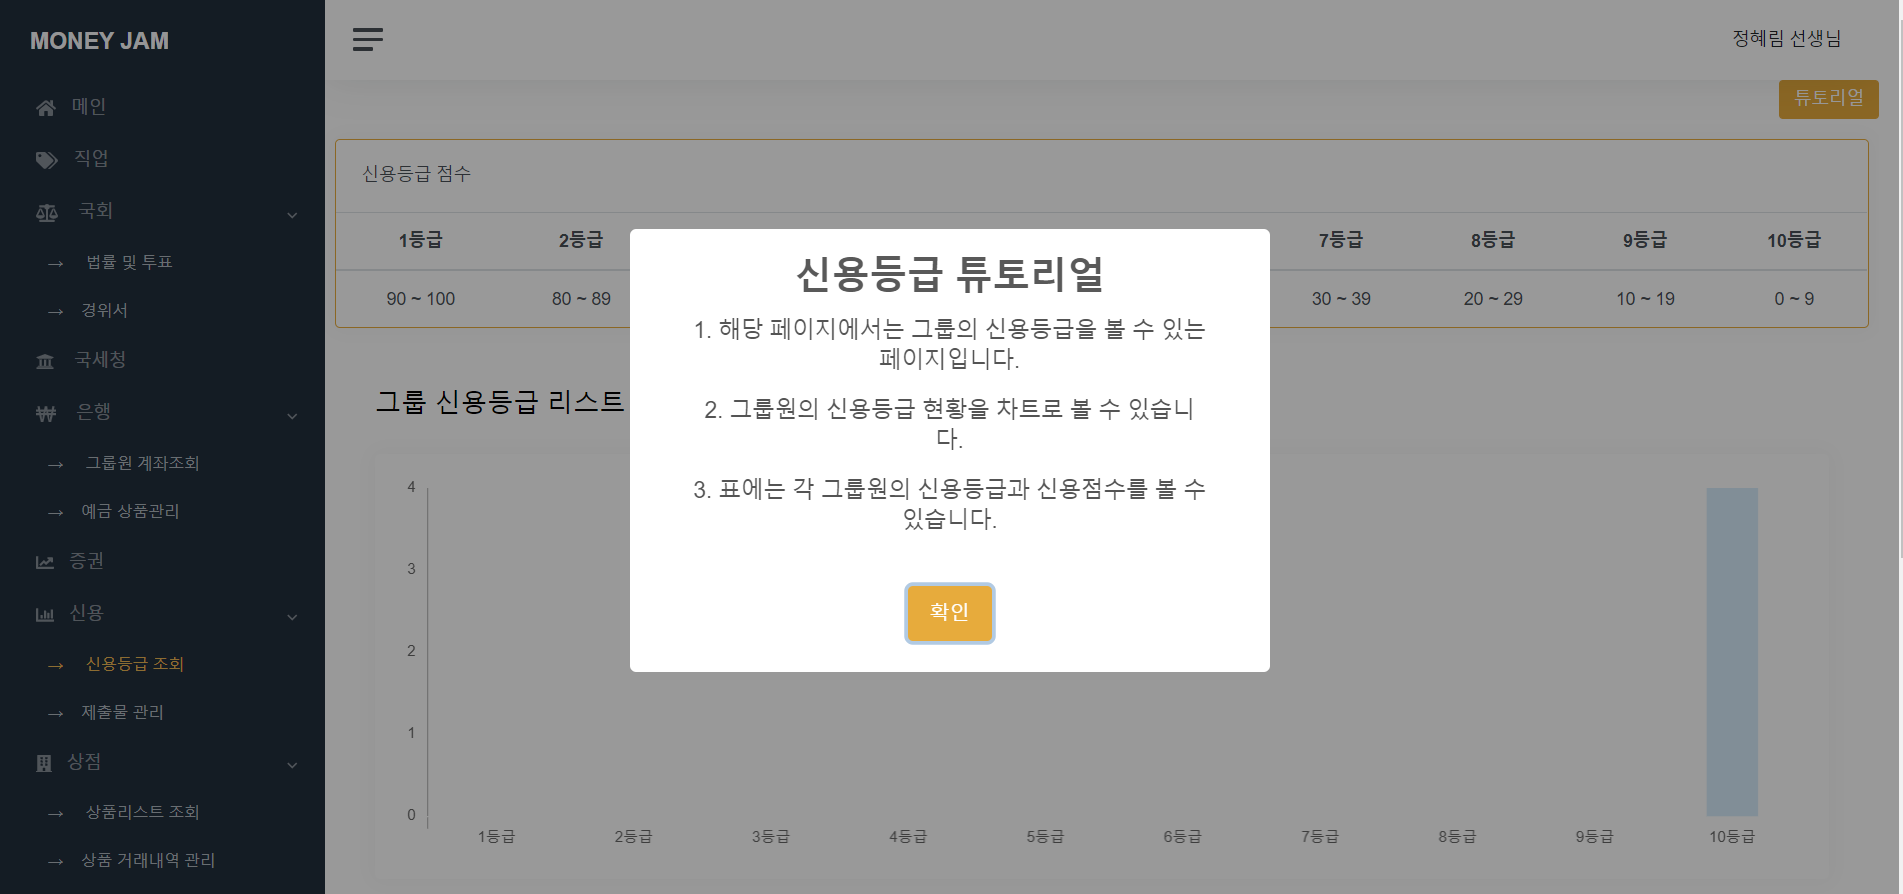 MONEY JAM
메인
직업
국회
법률 및 투표
경위서
국세청
은행
그룹원 계좌조회
예금 상품관리
증권
신용
신용등급 조회
제출물 관리
상점
상품리스트 조회
상품 거래내역 관리
정혜림 선생님
튜토리얼
신용등급 점수
1등급 2등급 7등급 8등급 9등급 10등급
90 ~ 100 80 ~ 89 30 ~ 39 20 ~ 29 10 ~ 19 0 ~ 9
신용등급 튜토리얼
1. 해당 페이지에서는 그룹의 신용등급을 볼 수 있는
페이지입니다.
2. 그룹원의 신용등급 현황을 차트로 볼 수 있습니
다.
3. 표에는 각 그룹원의 신용등급과 신용점수를 볼 수
있습니다.
확인
그룹 신용등급 리스트
4
3
2
1
0
1등급 2등급 3등급 4등급 5등급 6등급 7등급 8등급 9등급 10등급